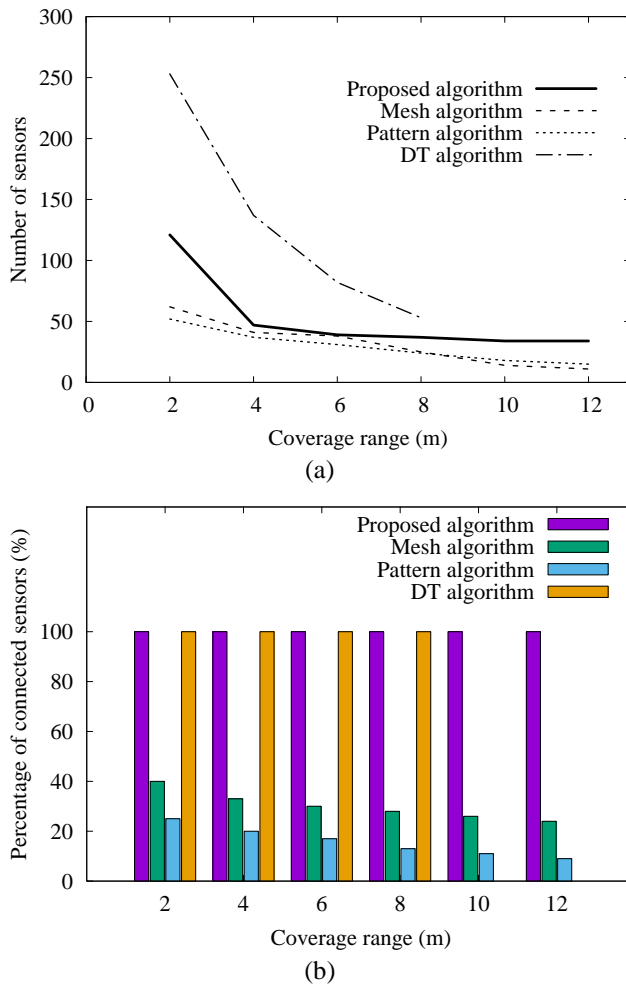 300
250
200
150
100
50
0
Number of sensors
Proposed algorithm
Mesh algorithm
Pattern algorithm
DT algorithm
0 2 4 6 8 10 12
Coverage range (m)
(a)
Percentage of connected sensors (%)
Proposed algorithm
Mesh algorithm
Pattern algorithm
DT algorithm
100
80
60
40
20
0
2 4 6 8 10 12
Coverage range (m)
(b)